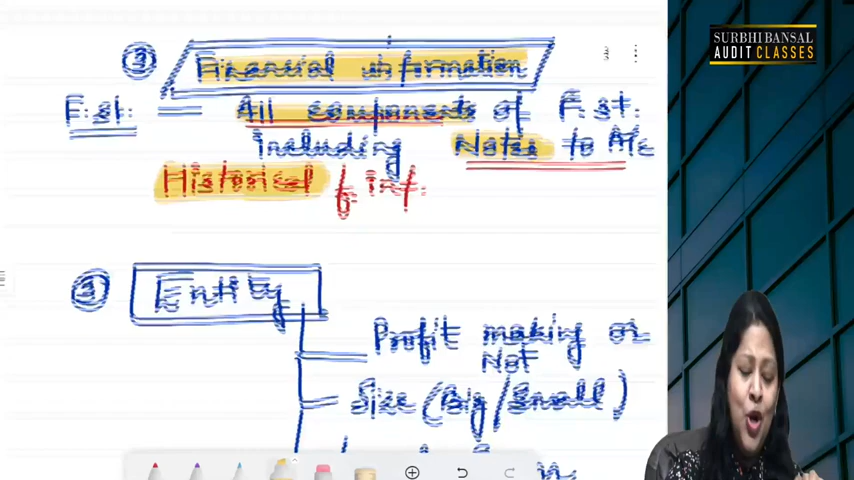 SURBHI BANSAL
AUDIT CLASSES
③ Financial information
F. st. = All components of F. st.
including Notes to A/c
Historical f. inf.
③ Entity
Profit making or
Not
Size (Big/Small)